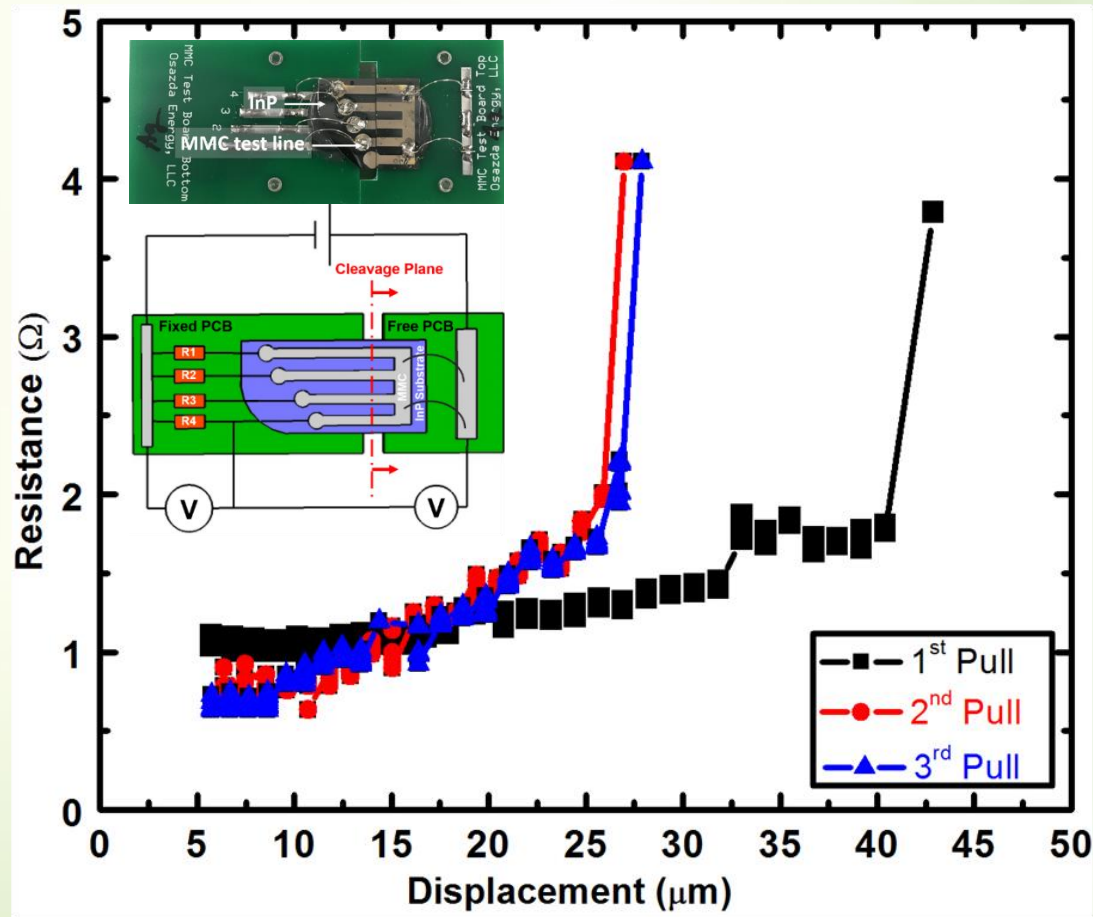 5
4
3
2
1
0
0
5
10
15
20
25
30
35
40
45
50
Resistance (Ω)
Displacement (μm)
MMC Test Board Bottom
Osazda Energy, LLC
4
3
2
InP
MMC test line
MMC Test Board Top
Osazda Energy, LLC
Cleavage Plane
Fixed PCB
Free PCB
R1
R2
R3
R4
MMC
InP Substrate
V
V
1st Pull
2nd Pull
3rd Pull